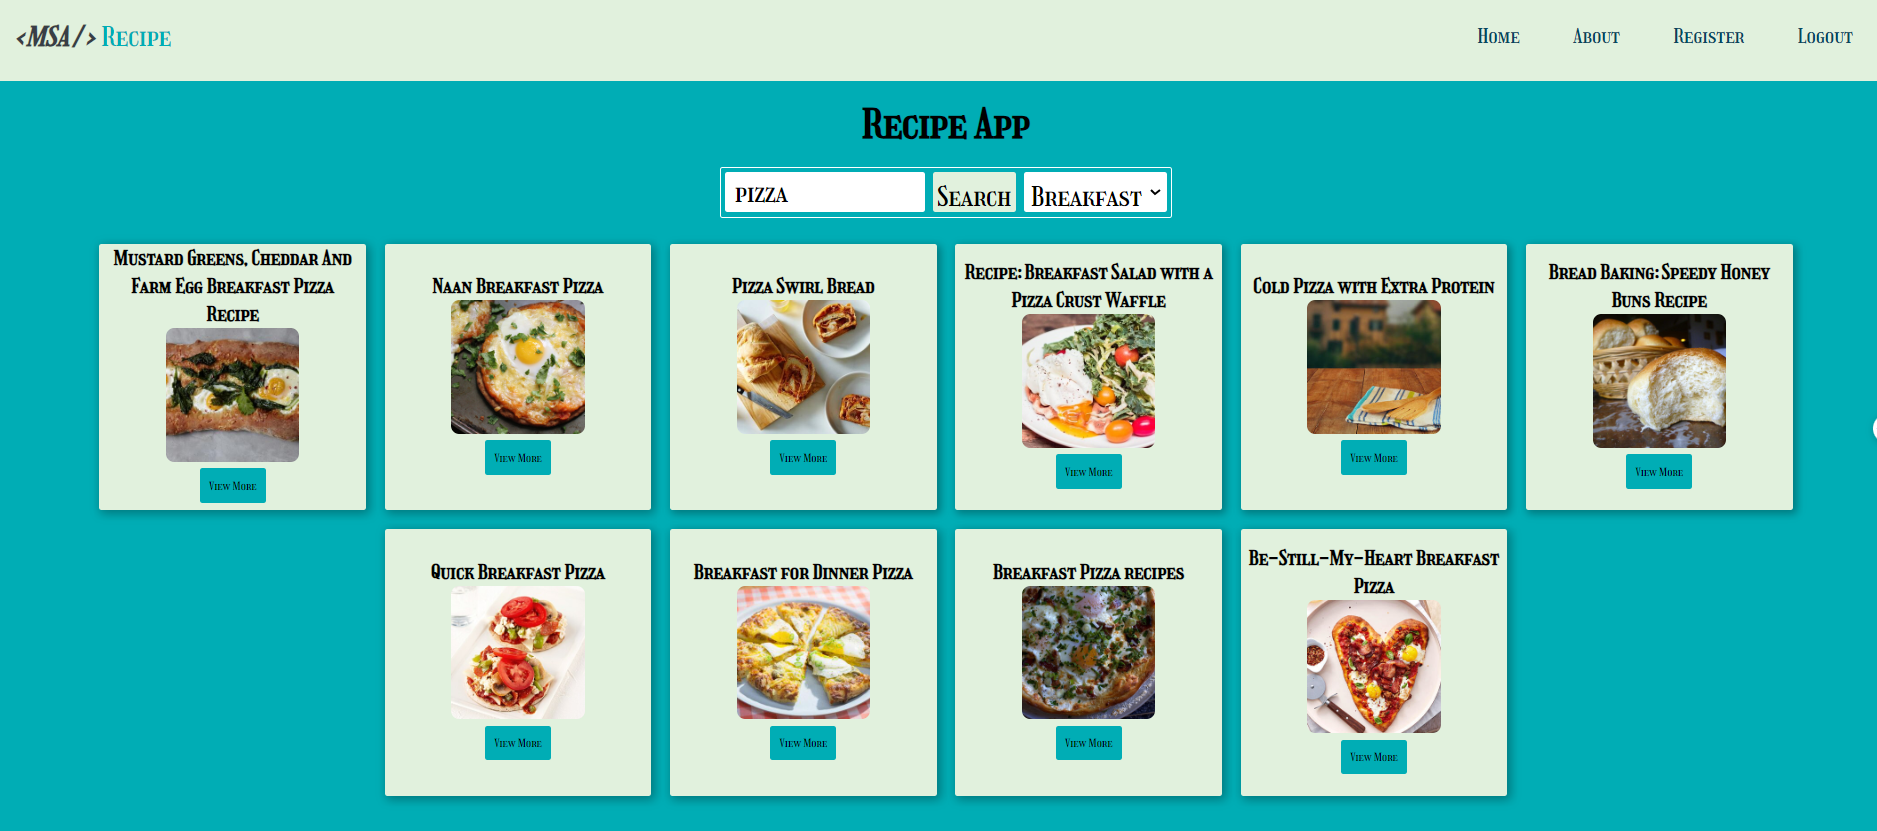 <MSA/> Recipe
Home About Register Logout
Recipe App
pizza Search Breakfast
Mustard Greens, Cheddar And
Farm Egg Breakfast Pizza
Recipe
View More
Naan Breakfast Pizza
View More
Pizza Swirl Bread
View More
Recipe: Breakfast Salad with a
Pizza Crust Waffle
View More
Cold Pizza with Extra Protein
View More
Bread Baking: Speedy Honey
Buns Recipe
View More
Quick Breakfast Pizza
View More
Breakfast for Dinner Pizza
View More
Breakfast Pizza recipes
View More
Be-Still-My-Heart Breakfast
Pizza
View More